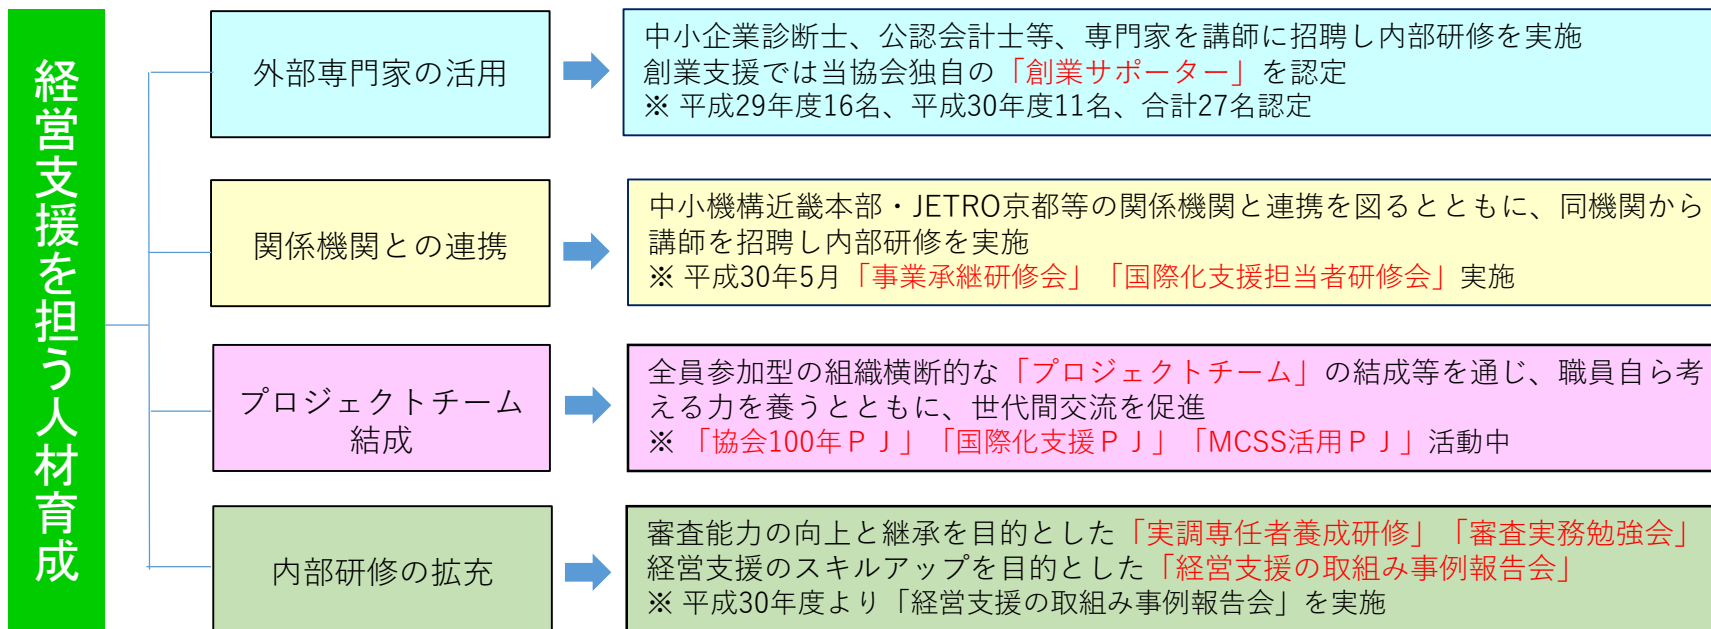 経営支援を担う人材育成
外部専門家の活用
中小企業診断士、公認会計士等、専門家を講師に招聘し内部研修を実施
創業支援では当協会独自の「創業サポーター」を認定
※ 平成29年度16名、平成30年度11名、合計27名認定
関係機関との連携
中小機構近畿本部・JETRO京都等の関係機関と連携を図るとともに、同機関から
講師を招聘し内部研修を実施
※ 平成30年5月「事業承継研修会」「国際化支援担当者研修会」実施
プロジェクトチーム
結成
全員参加型の組織横断的な「プロジェクトチーム」の結成等を通じ、職員自ら考
える力を養うとともに、世代間交流を促進
※ 「協会100年ＰＪ」「国際化支援ＰＪ」「MCSS活用ＰＪ」活動中
内部研修の拡充
審査能力の向上と継承を目的とした「実調専任者養成研修」「審査実務勉強会」
経営支援のスキルアップを目的とした「経営支援の取組み事例報告会」
※ 平成30年度より「経営支援の取組み事例報告会」を実施